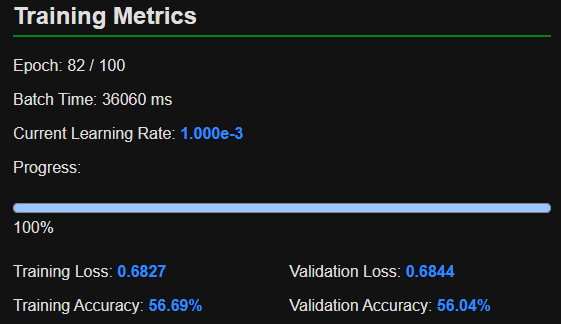 Training Metrics
Epoch: 82 / 100
Batch Time: 36060 ms
Current Learning Rate: 1.000e-3
Progress:
100%
Training Loss: 0.6827 Validation Loss: 0.6844
Training Accuracy: 56.69% Validation Accuracy: 56.04%